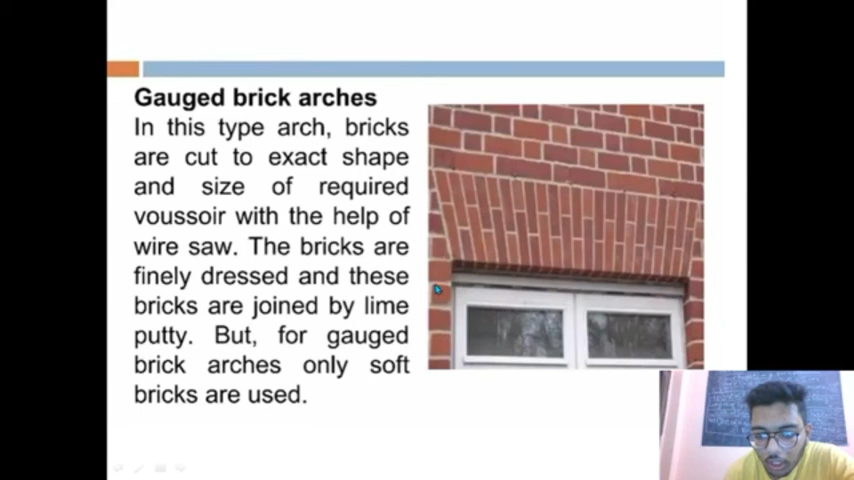 Gauged brick arches
In this type arch, bricks
are cut to exact shape
and size of required
voussoir with the help of
wire saw. The bricks are
finely dressed and these
bricks are joined by lime
putty. But, for gauged
brick arches only soft
bricks are used.